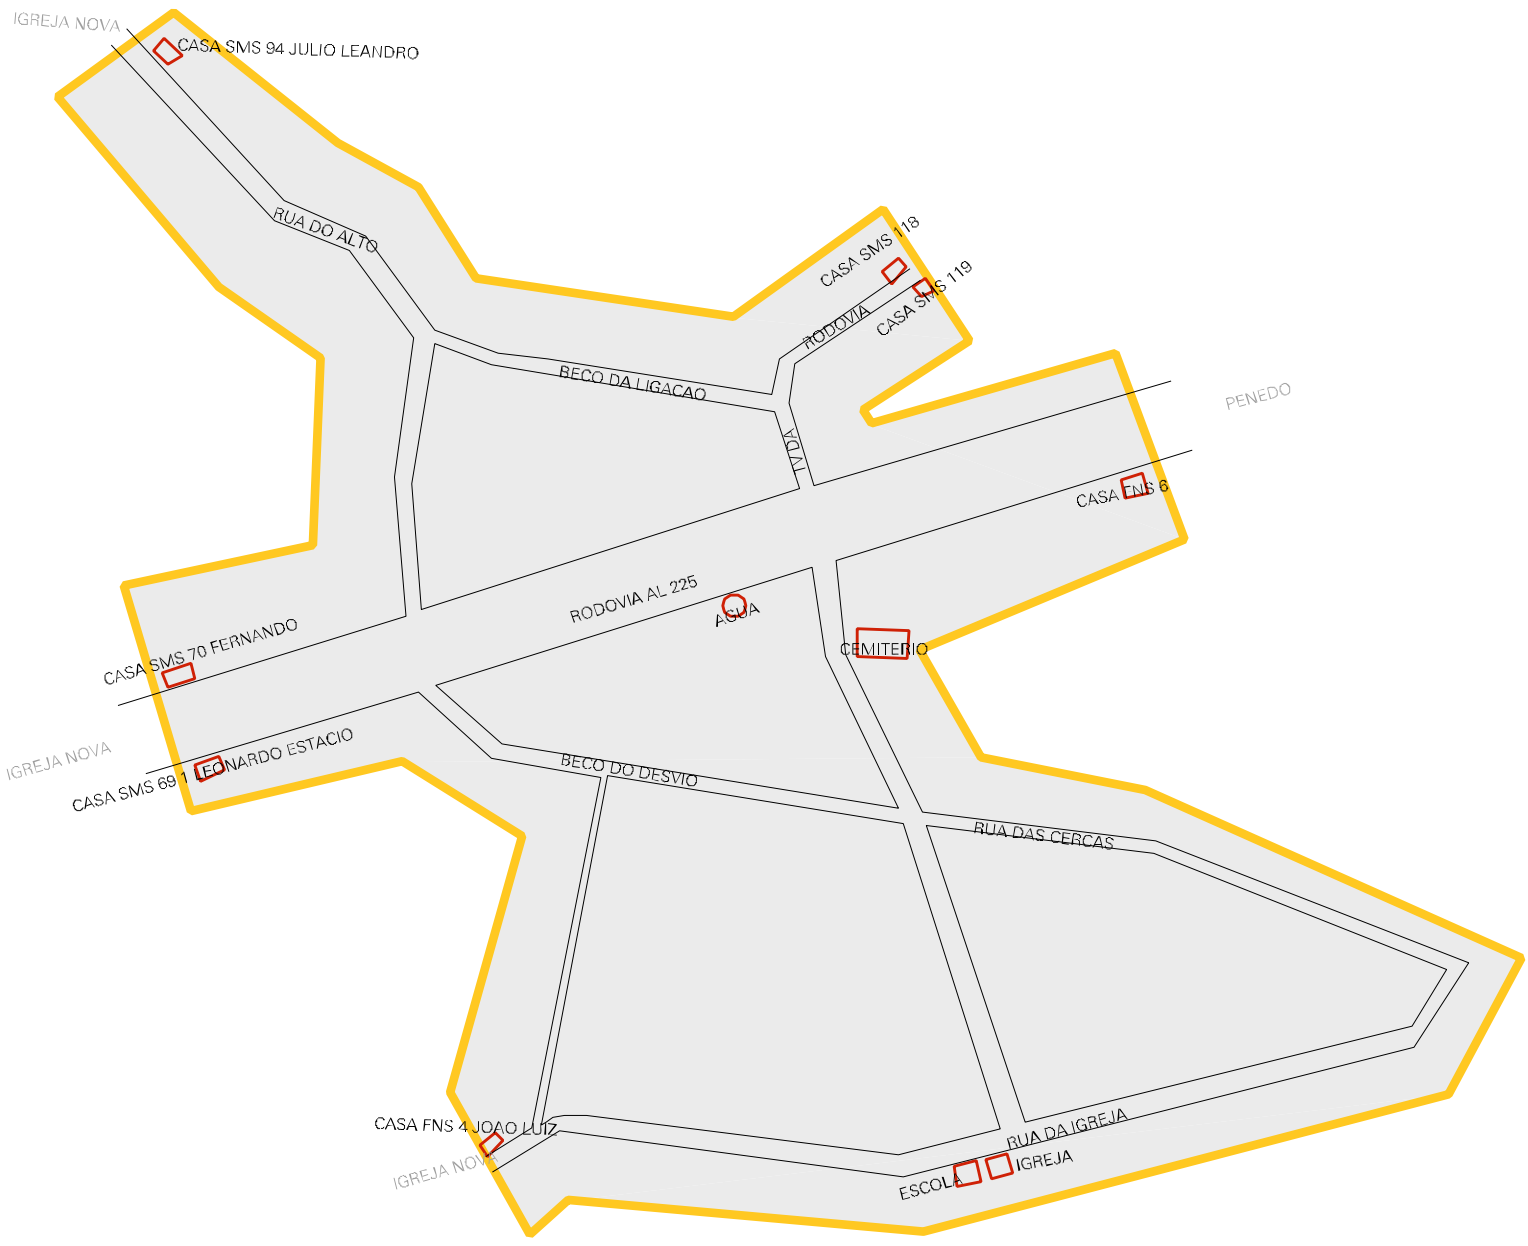 IGREJA NOVA
CASA SMS 94 JULIO LEANDRO
RUA DO ALTO
CASA SMS 118
CASA SMS 119
RODOVIA
BECO DA LIGACAO
TV DA
PENEDO
CASA FNS 6
RODOVIA AL 225
AGUA
CASA SMS 70 FERNANDO
CEMITERIO
IGREJA NOVA
CASA SMS 69 1 LEONARDO ESTACIO
BECO DO DESVIO
RUA DAS CERCAS
CASA FNS 4 JOAO LUIZ
IGREJA NOVA
RUA DA IGREJA
ESCOLA
IGREJA